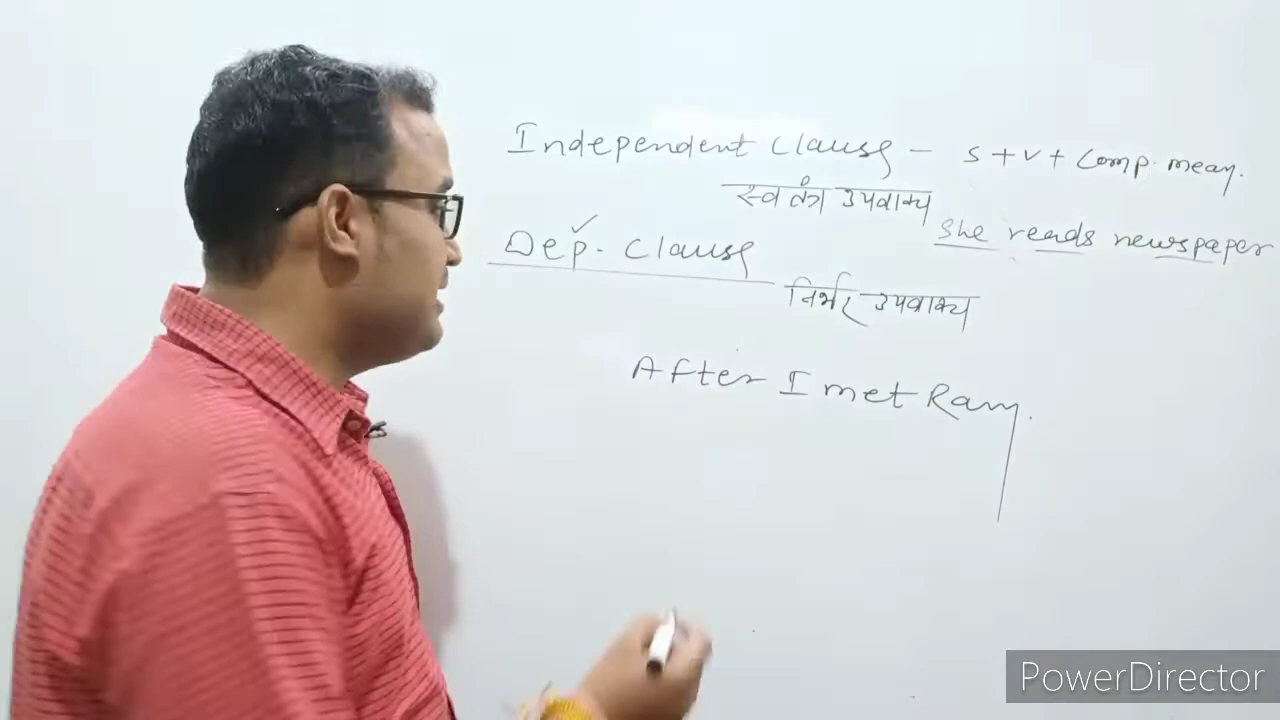 Independent Clause – S + V + Comp. mean.
स्वतंत्र उपवाक्य
She reads newspaper
Dep. Clause
निर्भर उपवाक्य
After I met Ram.
PowerDirector